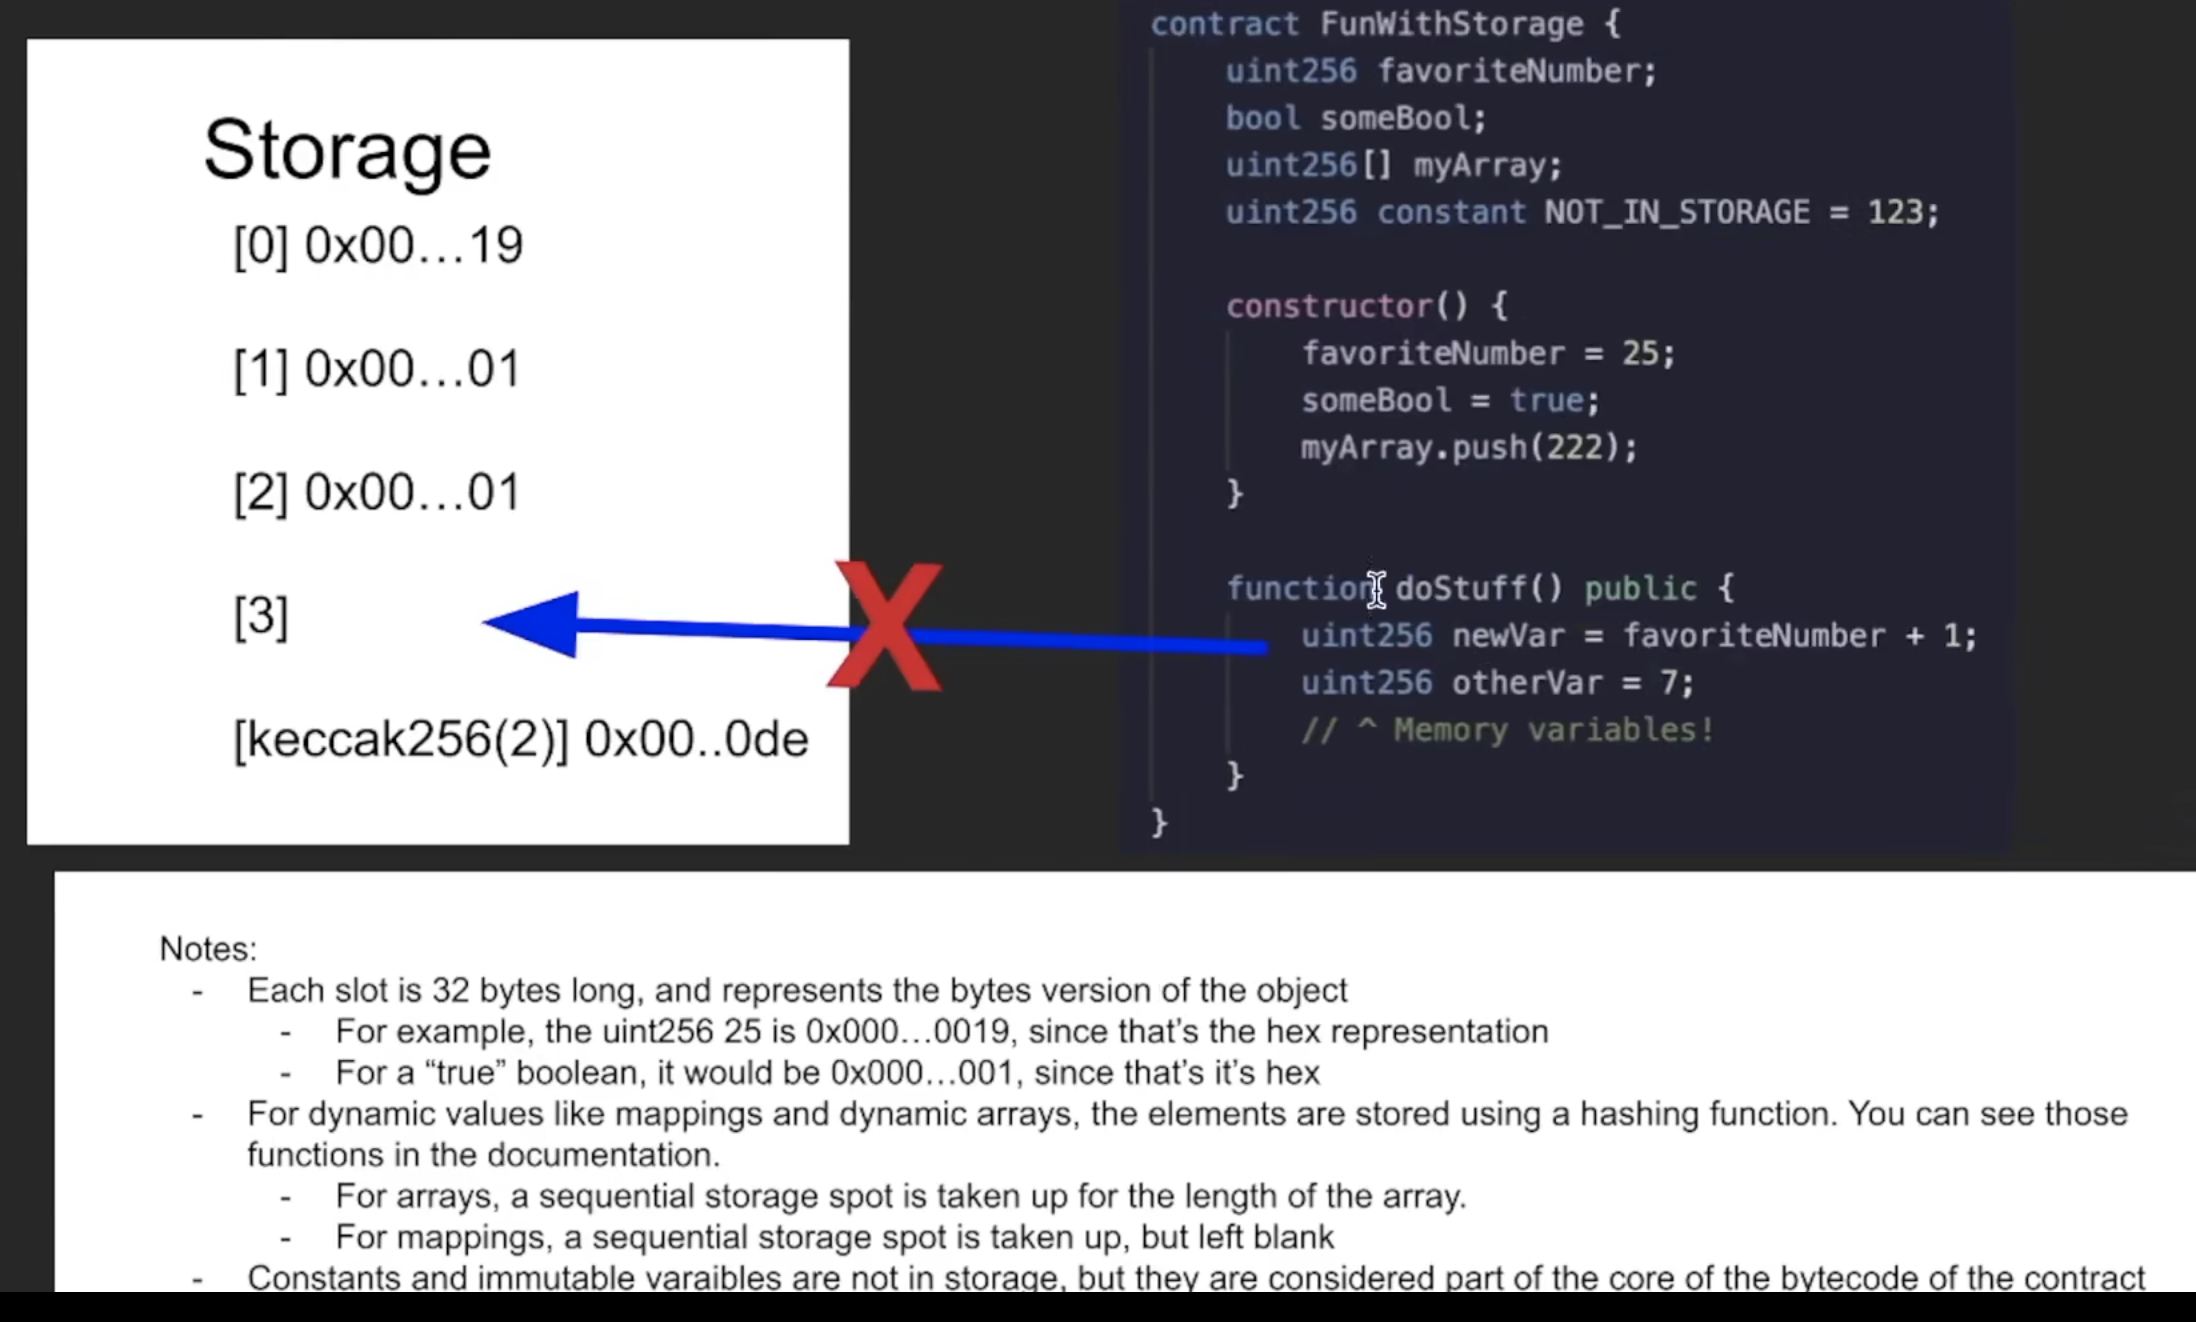 Storage
[0] 0x00...19
[1] 0x00...01
[2] 0x00...01
[3]
[keccak256(2)] 0x00..0de
contract FunWithStorage {
uint256 favoriteNumber;
bool someBool;
uint256[] myArray;
uint256 constant NOT_IN_STORAGE = 123;
constructor() {
favoriteNumber = 25;
someBool = true;
myArray.push(222);
}
function doStuff() public {
uint256 newVar = favoriteNumber + 1;
uint256 otherVar = 7;
// ^ Memory variables!
}
}
Notes:
- Each slot is 32 bytes long, and represents the bytes version of the object
- For example, the uint256 25 is 0x000...0019, since that's the hex representation
- For a “true” boolean, it would be 0x000...001, since that's it's hex
- For dynamic values like mappings and dynamic arrays, the elements are stored using a hashing function. You can see those
functions in the documentation.
- For arrays, a sequential storage spot is taken up for the length of the array.
- For mappings, a sequential storage spot is taken up, but left blank
- Constants and immutable varaibles are not in storage, but they are considered part of the core of the bytecode of the contract